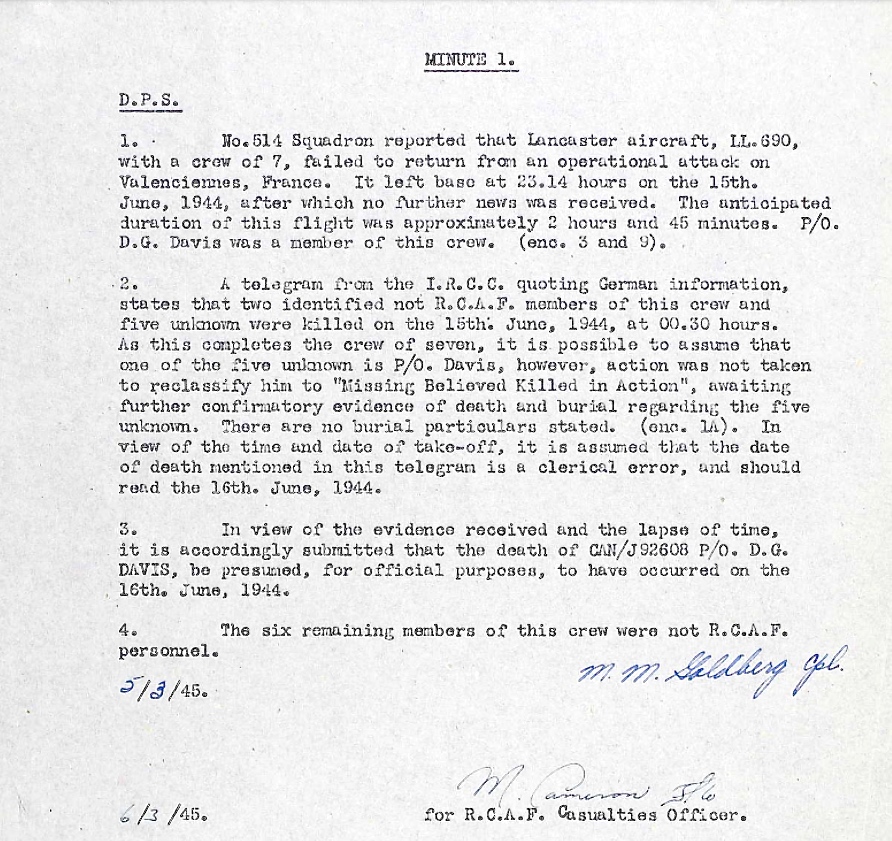 MINUTE 1.
D.P.S.
1. No.514 Squadron reported that Lancaster aircraft, LL.690,
with a crew of 7, failed to return from an operational attack on
Valenciennes, France. It left base at 23.14 hours on the 15th.
June, 1944, after which no further news was received. The anticipated
duration of this flight was approximately 2 hours and 45 minutes. P/O.
D.G. Davis was a member of this crew. (enc. 3 and 9).
2. A telegram from the I.R.C.C. quoting German information,
states that two identified not R.C.A.F. members of this crew and
five unknown were killed on the 15th. June, 1944, at 00.30 hours.
As this completes the crew of seven, it is possible to assume that
one of the five unknown is P/O. Davis, however, action was not taken
to reclassify him to "Missing Believed Killed in Action", awaiting
further confirmatory evidence of death and burial regarding the five
unknown. There are no burial particulars stated. (enc. 1A). In
view of the time and date of take-off, it is assumed that the date
of death mentioned in this telegram is a clerical error, and should
read the 16th. June, 1944.
3. In view of the evidence received and the lapse of time,
it is accordingly submitted that the death of CAN/J92608 P/O. D.G.
DAVIS, be presumed, for official purposes, to have occurred on the
16th. June, 1944.
4. The six remaining members of this crew were not R.C.A.F.
personnel.
M. M. Goldberg Cpl.
5/3/45.
M. Cameron F/O
6/3/45. for R.C.A.F. Casualties Officer.